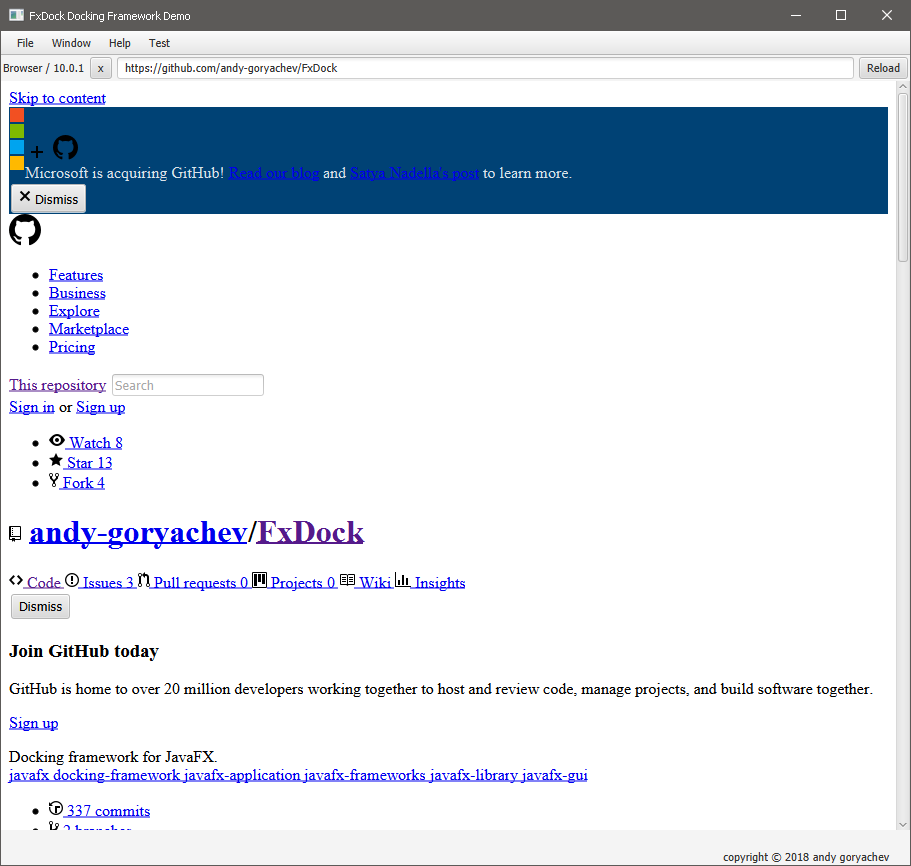 FxDock Docking Framework Demo
File Window Help Test
Browser / 10.0.1 x https://github.com/andy-goryachev/FxDock Reload
Skip to content
+
Microsoft is acquiring GitHub! Read our blog and Satya Nadella's post to learn more.
✕ Dismiss
Features
Business
Explore
Marketplace
Pricing
This repository Search
Sign in or Sign up
Watch 8
Star 13
Fork 4
andy-goryachev/FxDock
Code Issues 3 Pull requests 0 Projects 0 Wiki Insights
Dismiss
Join GitHub today
GitHub is home to over 20 million developers working together to host and review code, manage projects, and build software together.
Sign up
Docking framework for JavaFX.
javafx docking-framework javafx-application javafx-frameworks javafx-library javafx-gui
337 commits
2 branches
copyright © 2018 andy goryachev